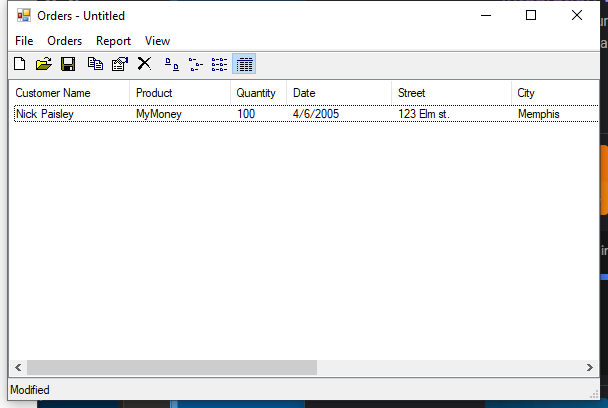 Orders - Untitled
File Orders Report View
Customer Name Product Quantity Date Street City
Nick Paisley MyMoney 100 4/6/2005 123 Elm st. Memphis
Modified